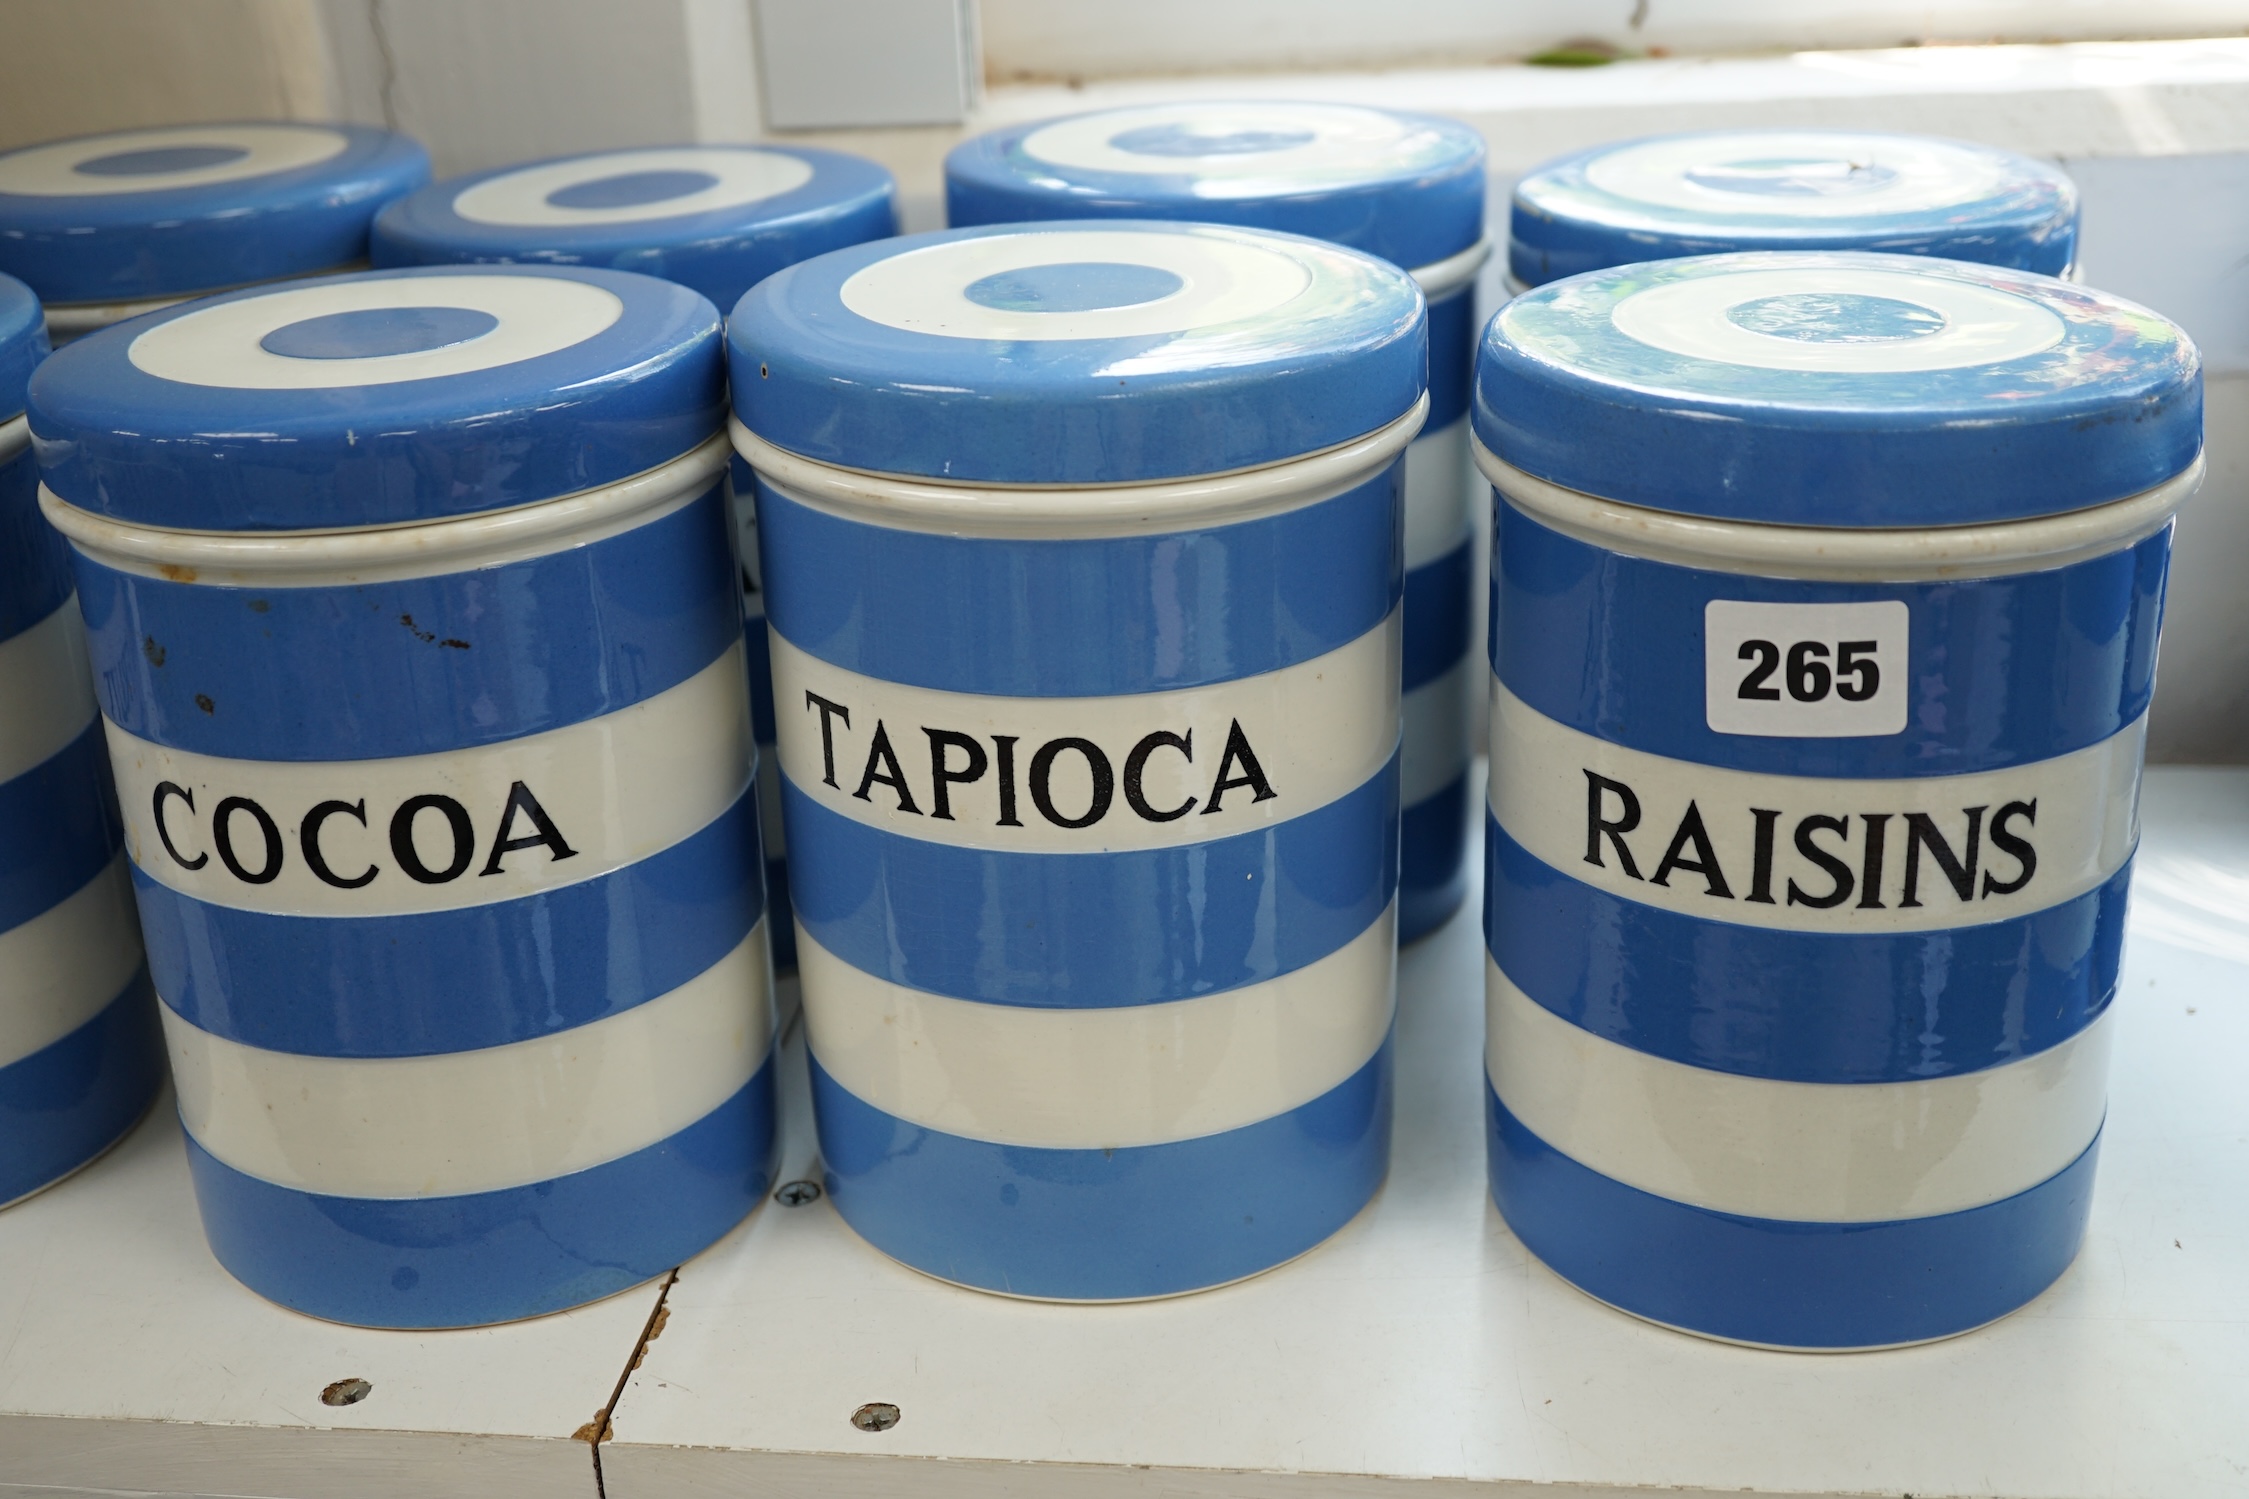 COCOA
TAPIOCA
265
RAISINS